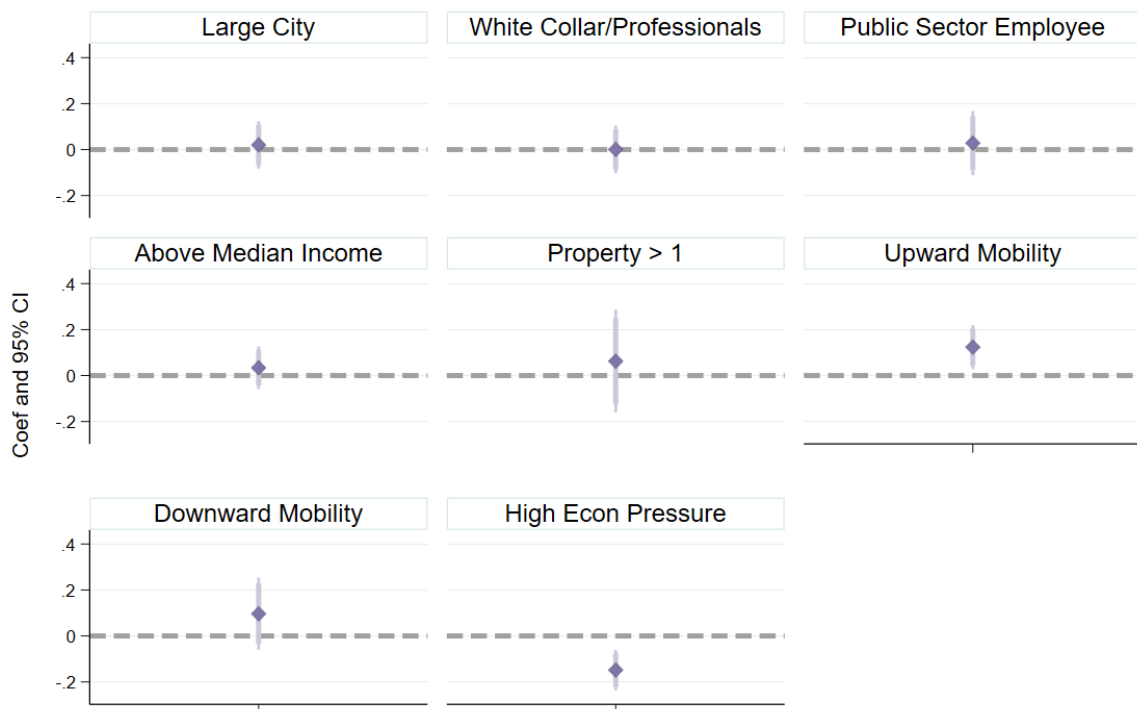 Large City
White Collar/Professionals
Public Sector Employee
.4
.2
0
-.2
Above Median Income
Property > 1
Upward Mobility
.4
.2
0
-.2
Coef and 95% CI
Downward Mobility
High Econ Pressure
.4
.2
0
-.2